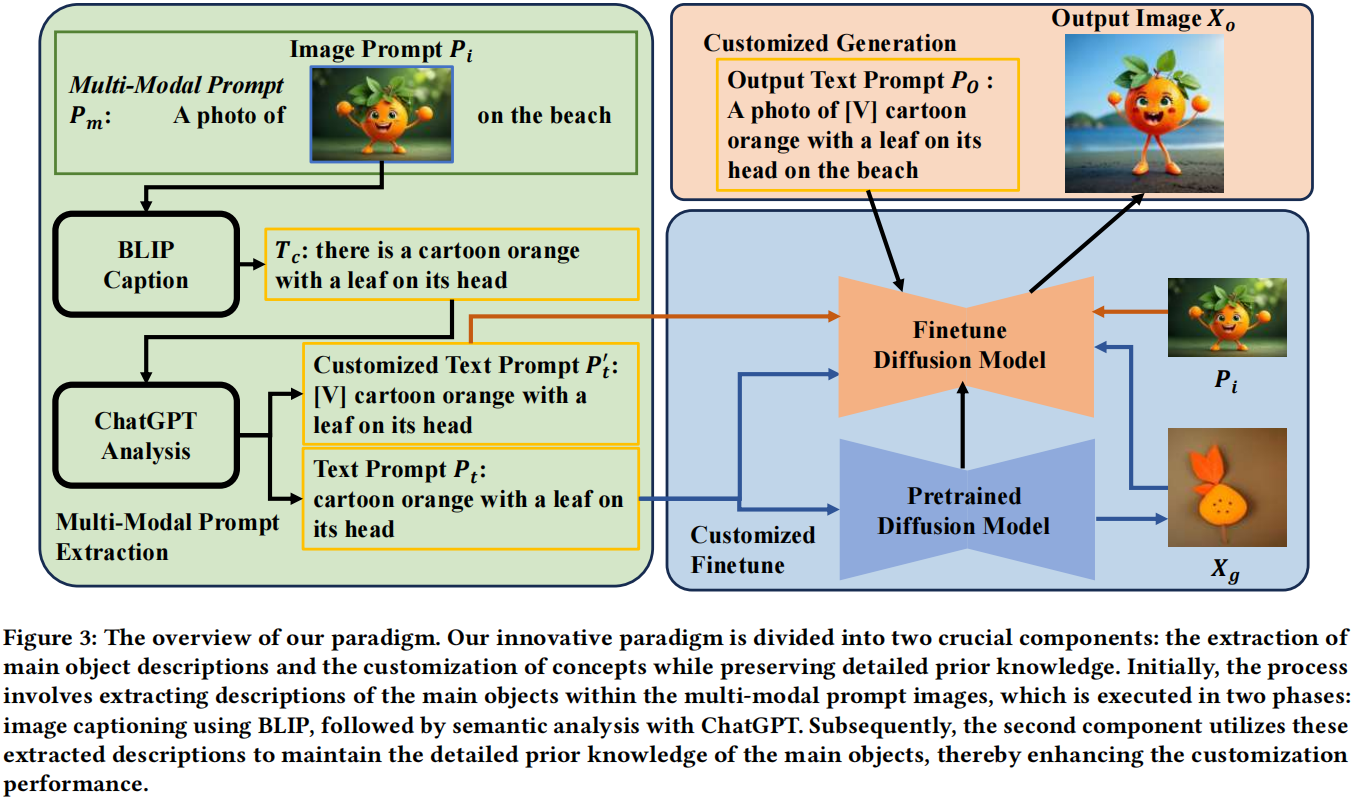 Image Prompt P_i
Multi-Modal Prompt
P_m: A photo of on the beach
BLIP
Caption
T_c: there is a cartoon orange
with a leaf on its head
ChatGPT
Analysis
Customized Text Prompt P'_t:
[V] cartoon orange with a
leaf on its head
Text Prompt P_t:
cartoon orange with a leaf on
its head
Multi-Modal Prompt
Extraction
Output Image X_o
Customized Generation
Output Text Prompt P_O :
A photo of [V] cartoon
orange with a leaf on its
head on the beach
Finetune
Diffusion Model
P_i
Pretrained
Diffusion Model
X_g
Customized
Finetune
Figure 3: The overview of our paradigm. Our innovative paradigm is divided into two crucial components: the extraction of
main object descriptions and the customization of concepts while preserving detailed prior knowledge. Initially, the process
involves extracting descriptions of the main objects within the multi-modal prompt images, which is executed in two phases:
image captioning using BLIP, followed by semantic analysis with ChatGPT. Subsequently, the second component utilizes these
extracted descriptions to maintain the detailed prior knowledge of the main objects, thereby enhancing the customization
performance.